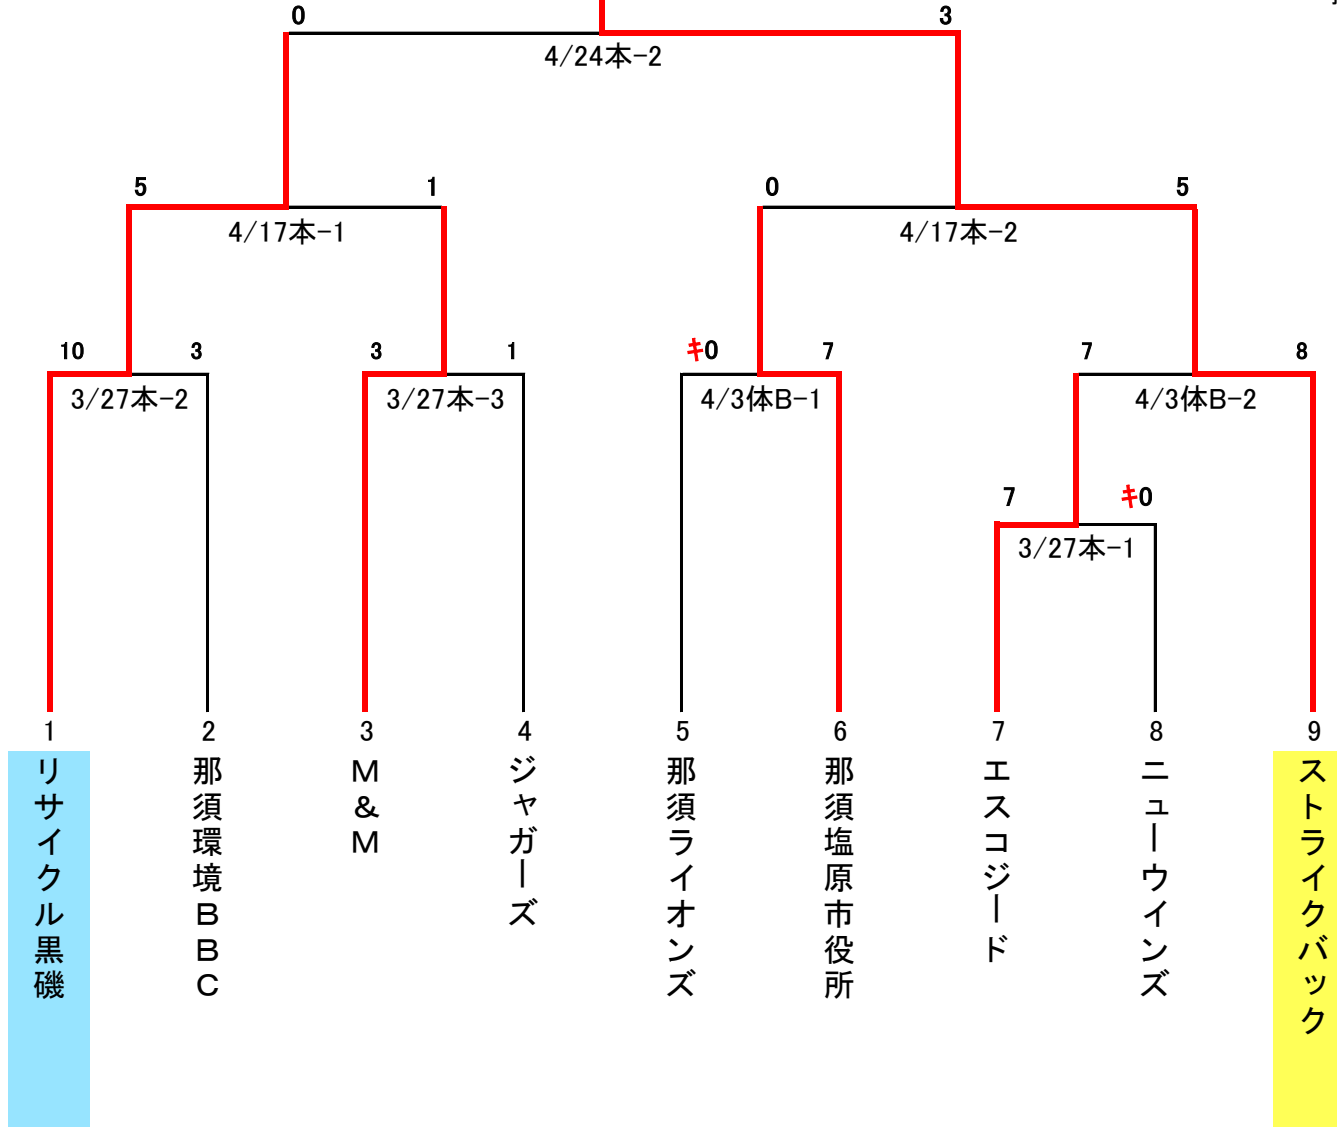 0 3
4/24本-2
5 1 0 5
4/17本-1 4/17本-2
10 3 3 1 キ0 7 7 8
3/27本-2 3/27本-3 4/3体B-1 4/3体B-2
7 キ0
3/27本-1
1 2 3 4 5 6 7 8 9
リサイクル黒磯
那須環境BBC
M&M
ジャガーズ
那須ライオンズ
那須塩原市役所
エスコジード
ニューウインズ
ストライクバック